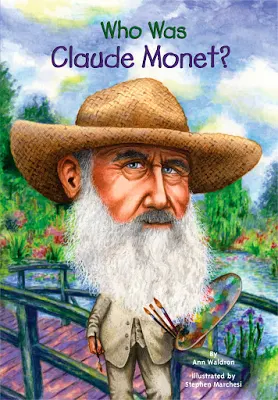 Who Was
Claude Monet?
By
Ann Waldron
Illustrated by
Stephen Marchesi